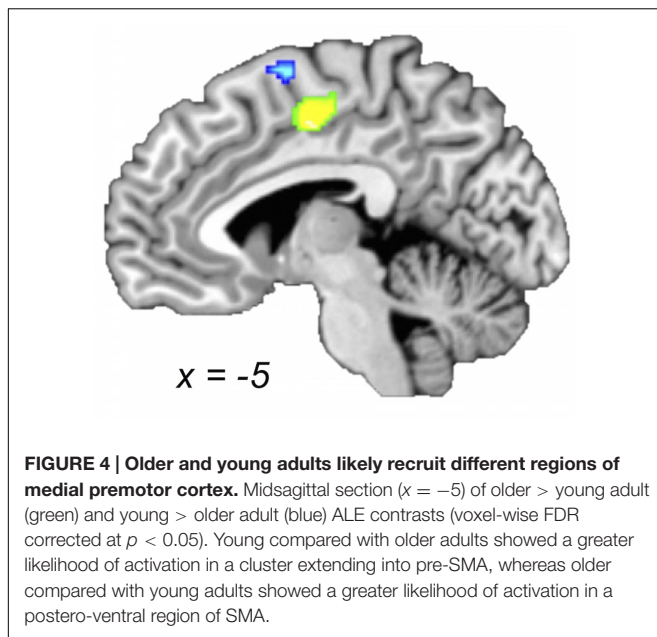 x = -5
FIGURE 4 | Older and young adults likely recruit different regions of
medial premotor cortex. Midsagittal section (x = −5) of older > young adult
(green) and young > older adult (blue) ALE contrasts (voxel-wise FDR
corrected at p < 0.05). Young compared with older adults showed a greater
likelihood of activation in a cluster extending into pre-SMA, whereas older
compared with young adults showed a greater likelihood of activation in a
postero-ventral region of SMA.